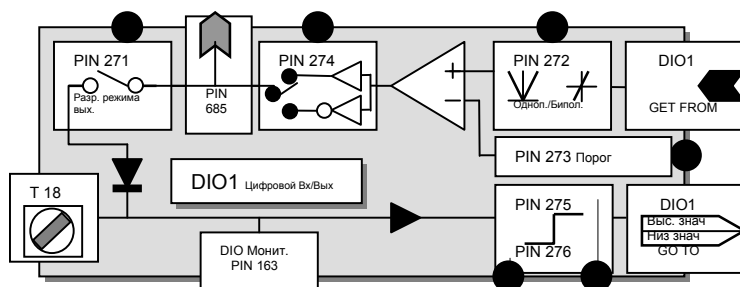 PIN 271
Разр. режима
вых.
PIN
685
PIN 274
PIN 272
Одноп./Бипол.
DIO1
GET FROM
PIN 273 Порог
T 18
DIO1 Цифровой Вх/Вых
DIO Монит.
PIN 163
PIN 275
PIN 276
DIO1
Выс. знач
Низ знач
GO TO